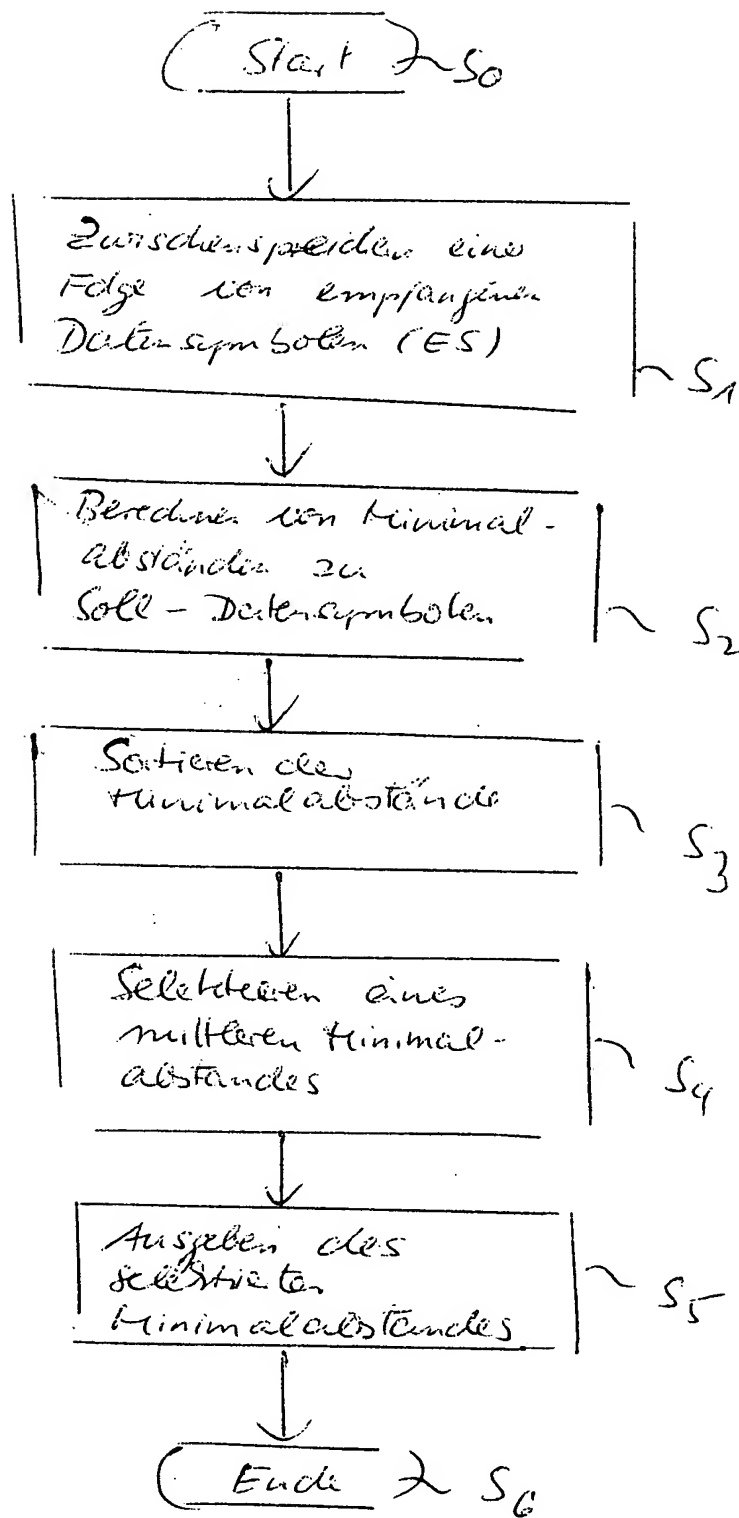 Start S0
Zwischenspeichern einer
Folge von empfangenen
Datensymbolen (ES)
S1
Berechnen von Minimal-
abständen zu
Soll - Datensymbolen
S2
Sortieren der
Minimalabstände
S3
Selektieren eines
mittleren Minimal-
abstandes
S4
Ausgeben des
selektierten
Minimalabstandes
S5
Ende S6